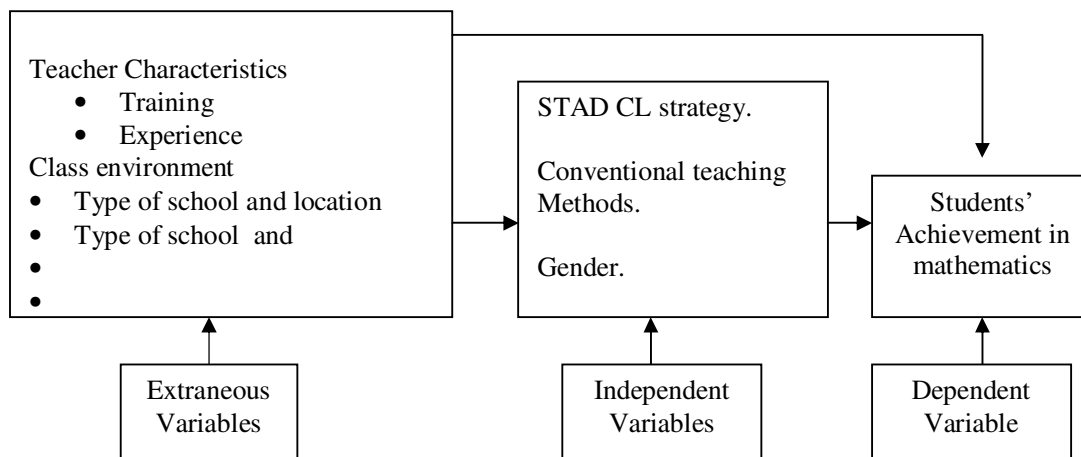 Teacher Characteristics
• Training
• Experience
Class environment
• Type of school and location
• Type of school and
•
•
STAD CL strategy.
Conventional teaching
Methods.
Gender.
Students’
Achievement in
mathematics
Extraneous
Variables
Independent
Variables
Dependent
Variable